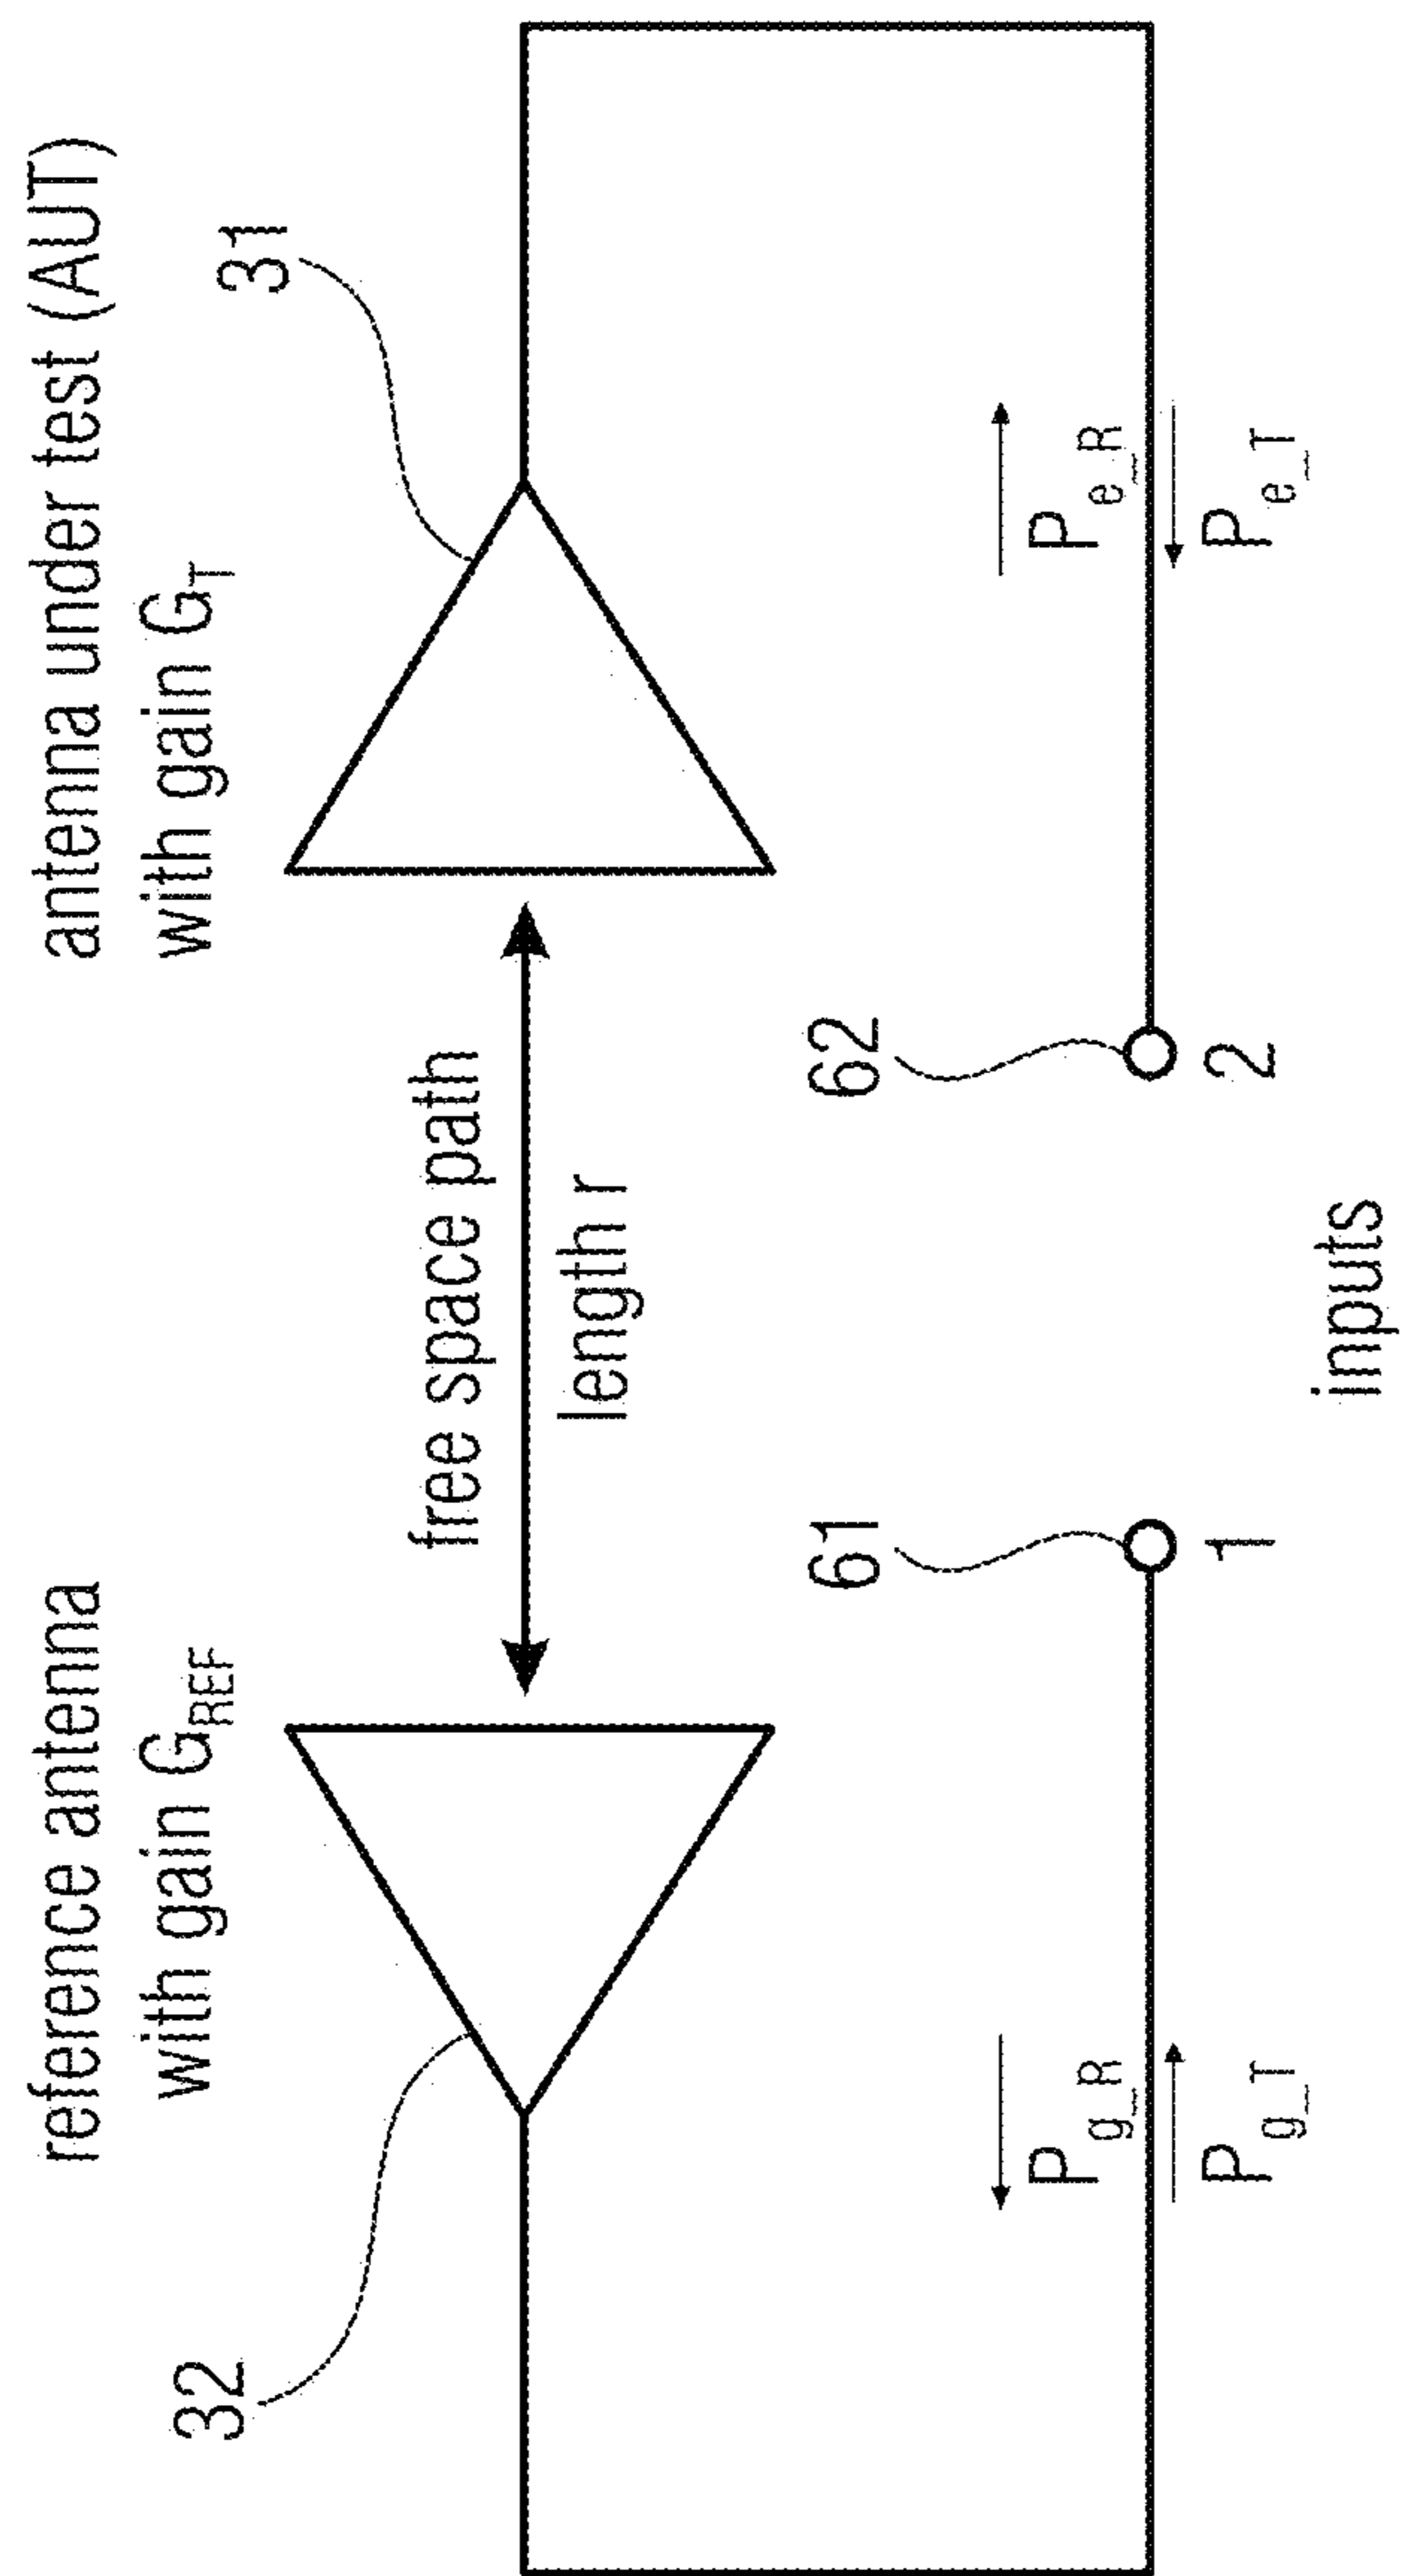 reference antenna
with gain G_REF
antenna under test (AUT)
with gain G_T
32
31
free space path
length r
61
62
P_g_R
P_g_T
P_e_R
P_e_T
1
2
inputs